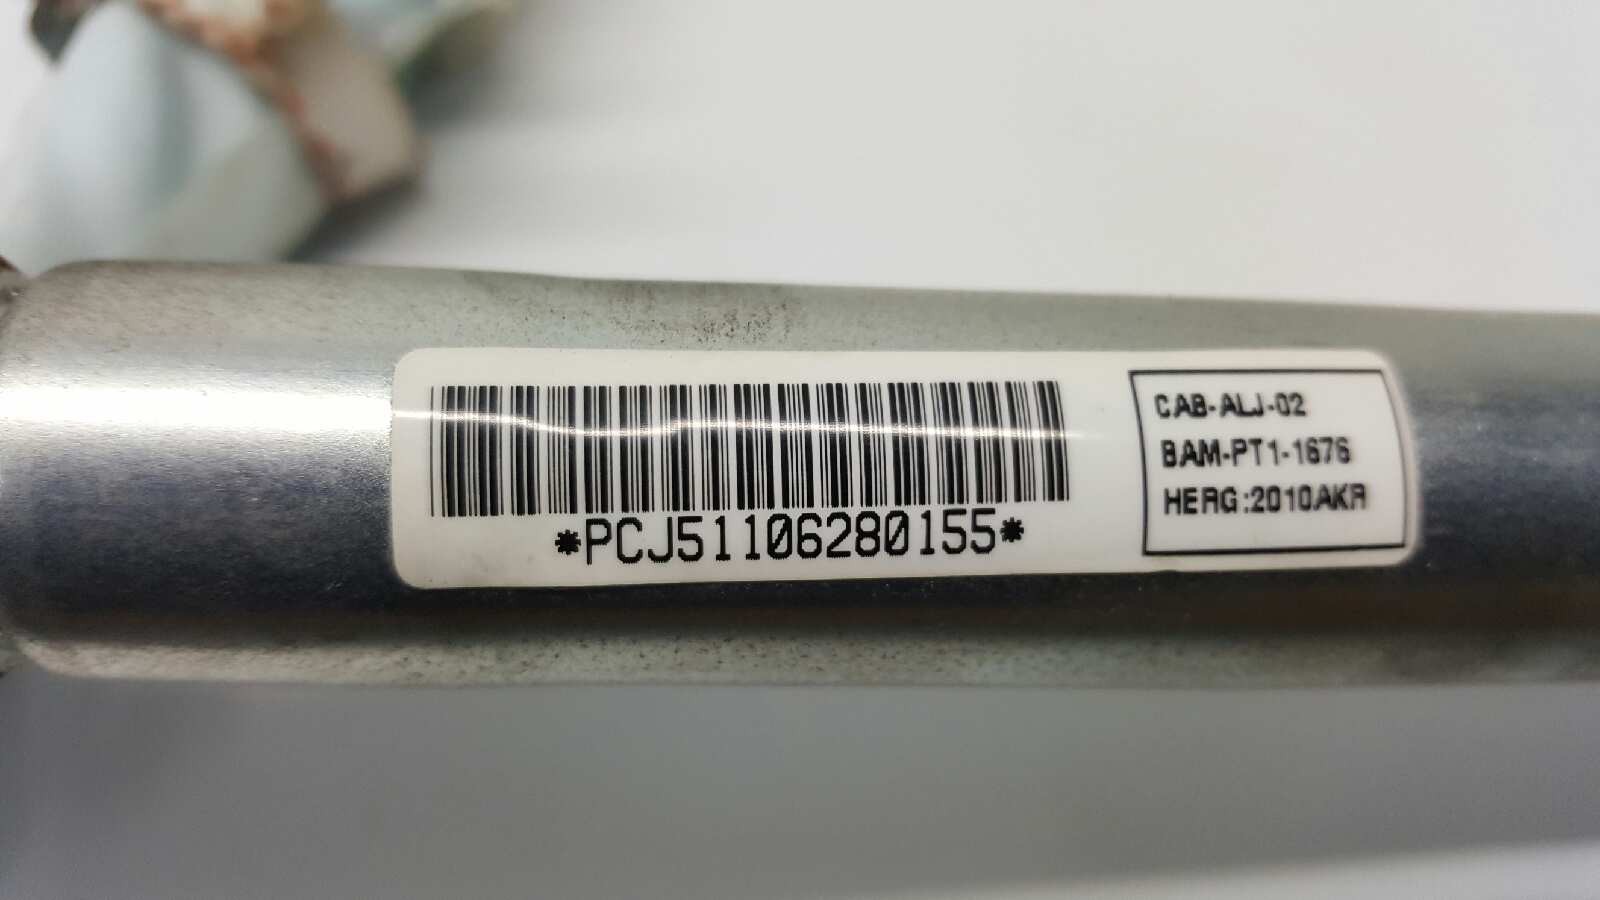 *PCJ51106280155*
CAB-ALJ-02
BAM-PT1-1676
HERG:2010AKR